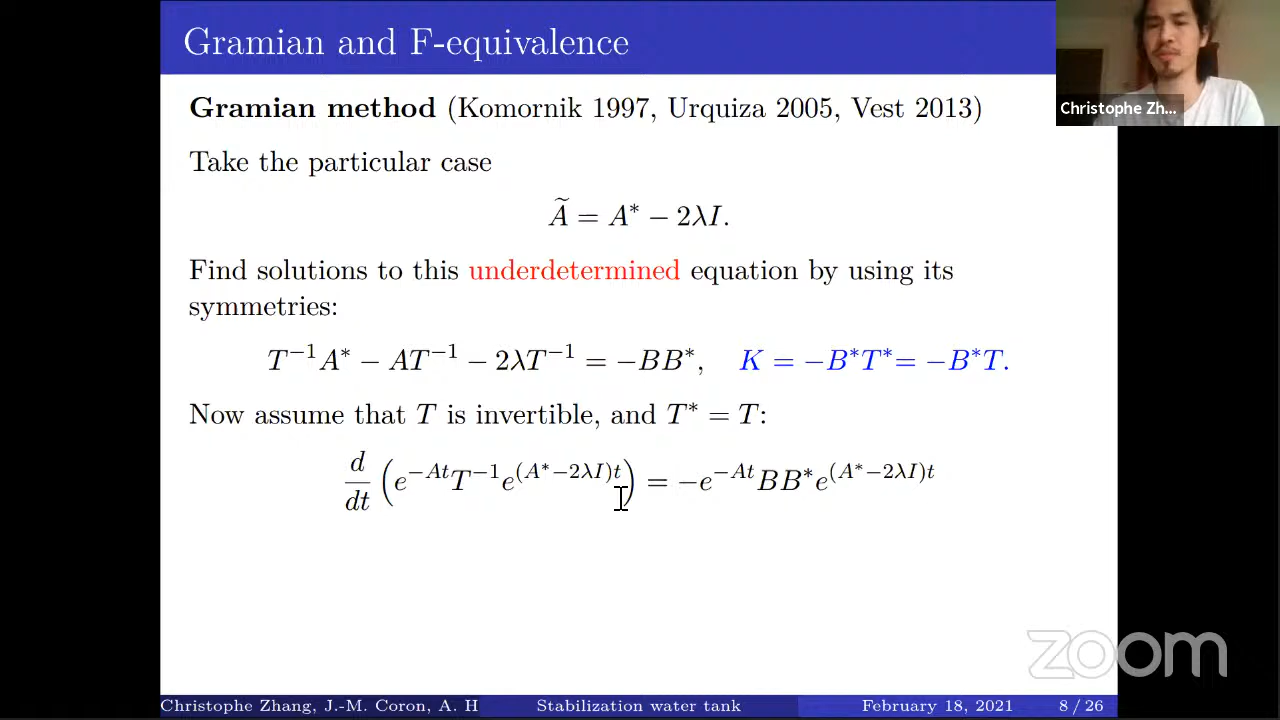 Gramian and F-equivalence
Christophe Zh...
Gramian method (Komornik 1997, Urquiza 2005, Vest 2013)
Take the particular case
Ã = A* − 2λI.
Find solutions to this underdetermined equation by using its
symmetries:
T⁻¹A* − AT⁻¹ − 2λT⁻¹ = −BB*, K = −B*T* = −B*T.
Now assume that T is invertible, and T* = T:
d/dt (e^{−At}T⁻¹e^{(A*−2λI)t}) = −e^{−At}BB*e^{(A*−2λI)t}
zoom
Christophe Zhang, J.-M. Coron, A. H Stabilization water tank February 18, 2021 8 / 26